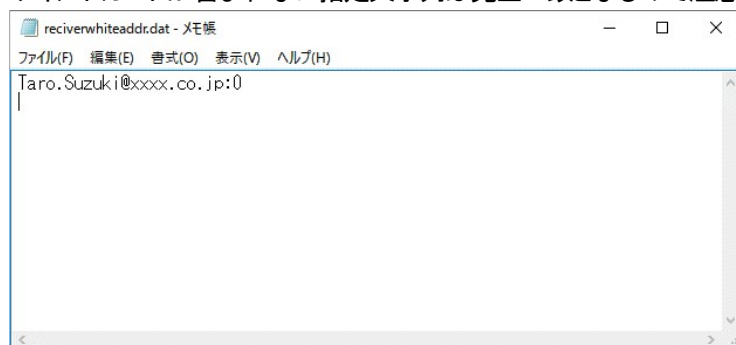 reciverwhiteaddr.dat - メモ帳
ファイル(F) 編集(E) 書式(O) 表示(V) ヘルプ(H)
Taro.Suzuki@xxxx.co.jp:0